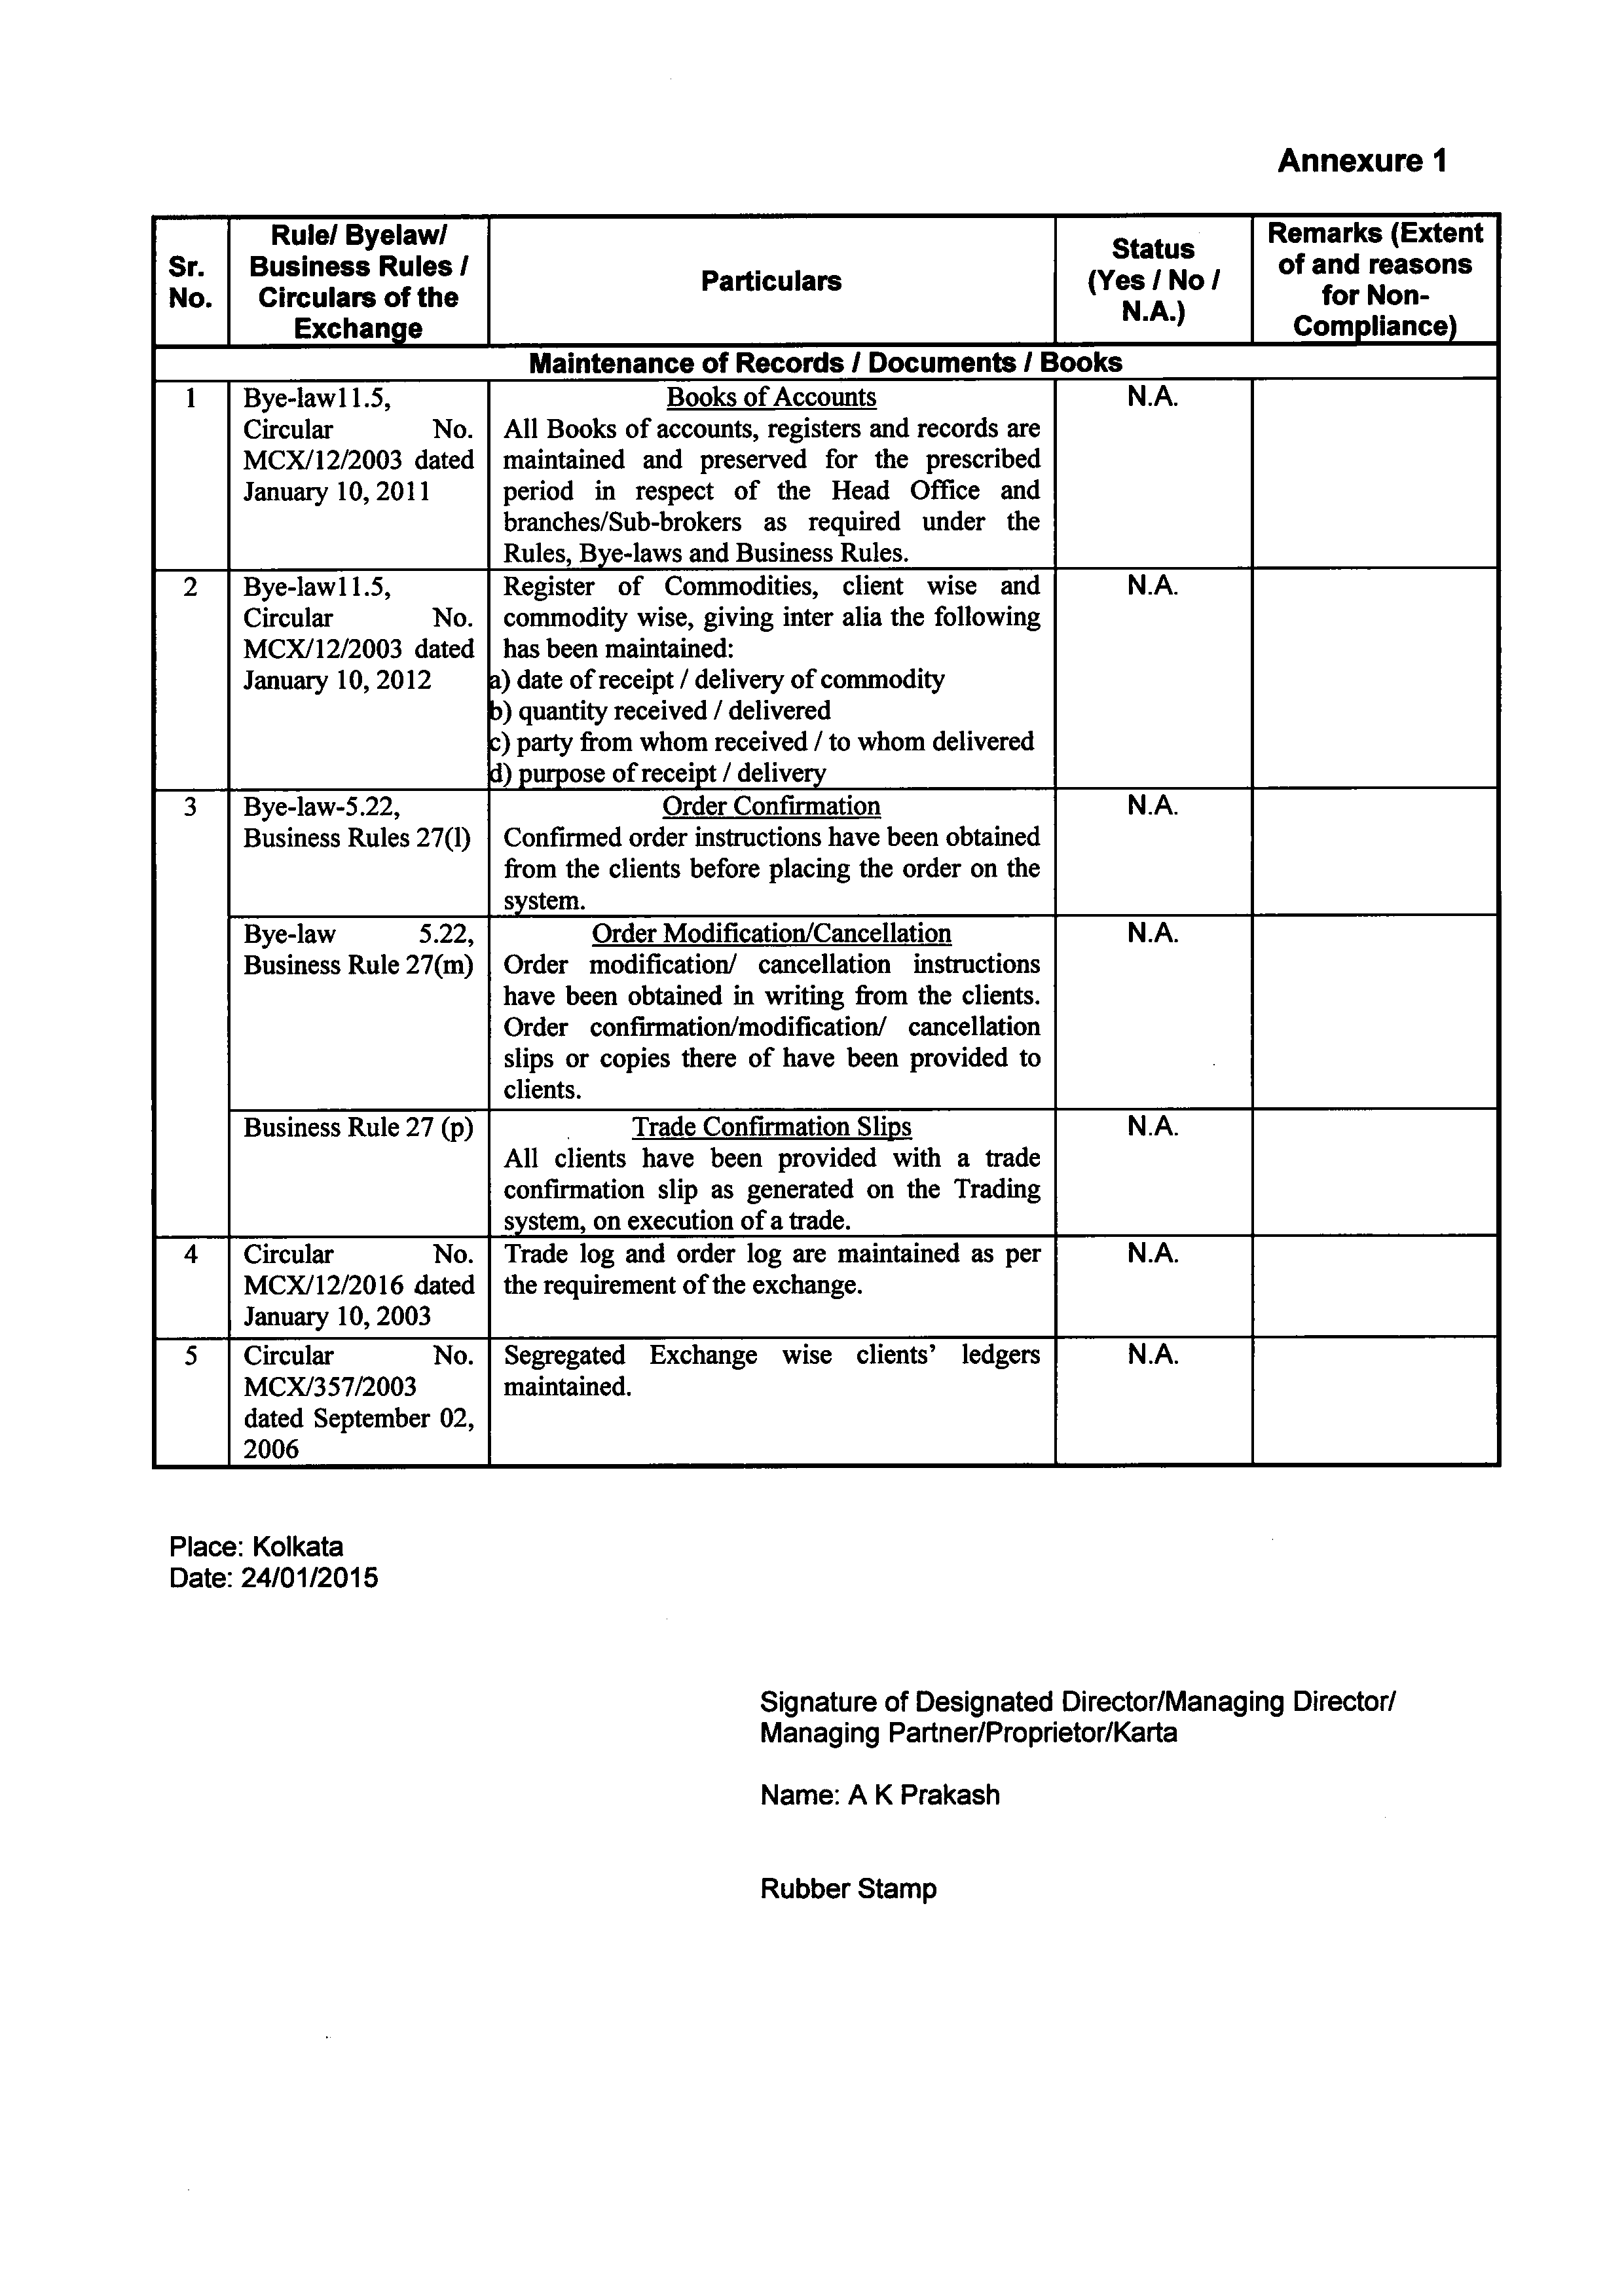 Annexure 1
Sr. No.
Rule/ Byelaw/ Business Rules / Circulars of the Exchange
Particulars
Status (Yes / No / N.A.)
Remarks (Extent of and reasons for Non-Compliance)
Maintenance of Records / Documents / Books
1
Bye-law11.5,
Circular No.
MCX/12/2003 dated
January 10, 2011
Books of Accounts
All Books of accounts, registers and records are
maintained and preserved for the prescribed
period in respect of the Head Office and
branches/Sub-brokers as required under the
Rules, Bye-laws and Business Rules.
N.A.
2
Bye-law11.5,
Circular No.
MCX/12/2003 dated
January 10, 2012
Register of Commodities, client wise and
commodity wise, giving inter alia the following
has been maintained:
a) date of receipt / delivery of commodity
b) quantity received / delivered
c) party from whom received / to whom delivered
d) purpose of receipt / delivery
N.A.
3
Bye-law-5.22,
Business Rules 27(l)
Order Confirmation
Confirmed order instructions have been obtained
from the clients before placing the order on the
system.
N.A.
Bye-law 5.22,
Business Rule 27(m)
Order Modification/Cancellation
Order modification/ cancellation instructions
have been obtained in writing from the clients.
Order confirmation/modification/ cancellation
slips or copies there of have been provided to
clients.
N.A.
Business Rule 27 (p)
Trade Confirmation Slips
All clients have been provided with a trade
confirmation slip as generated on the Trading
system, on execution of a trade.
N.A.
4
Circular No.
MCX/12/2016 dated
January 10, 2003
Trade log and order log are maintained as per
the requirement of the exchange.
N.A.
5
Circular No.
MCX/357/2003
dated September 02,
2006
Segregated Exchange wise clients' ledgers
maintained.
N.A.
Place: Kolkata
Date: 24/01/2015
Signature of Designated Director/Managing Director/
Managing Partner/Proprietor/Karta
Name: A K Prakash
Rubber Stamp